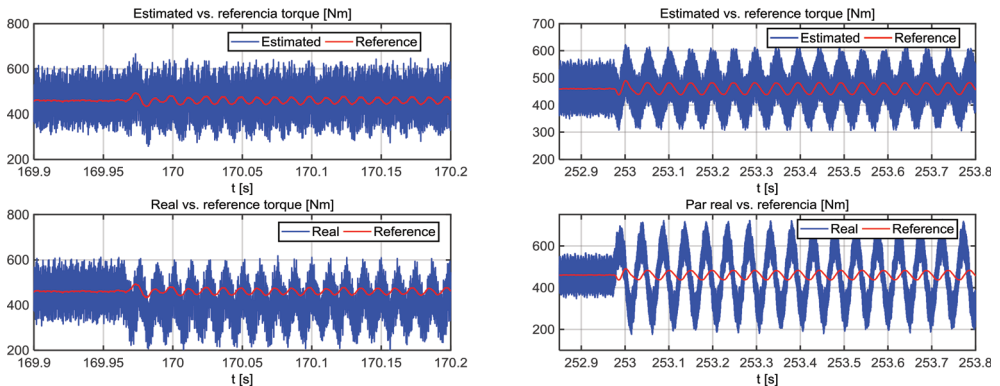 Estimated vs. referencia torque [Nm]
800
600
400
200
Estimated Reference
169.9 169.95 170 170.05 170.1 170.15 170.2
t [s]
Estimated vs. reference torque [Nm]
700
600
500
400
300
200
Estimated Reference
252.9 253 253.1 253.2 253.3 253.4 253.5 253.6 253.7 253.8
t [s]
Real vs. reference torque [Nm]
800
600
400
200
Real Reference
169.9 169.95 170 170.05 170.1 170.15 170.2
t [s]
Par real vs. referencia [Nm]
600
400
200
Real Reference
252.9 253 253.1 253.2 253.3 253.4 253.5 253.6 253.7 253.8
t [s]